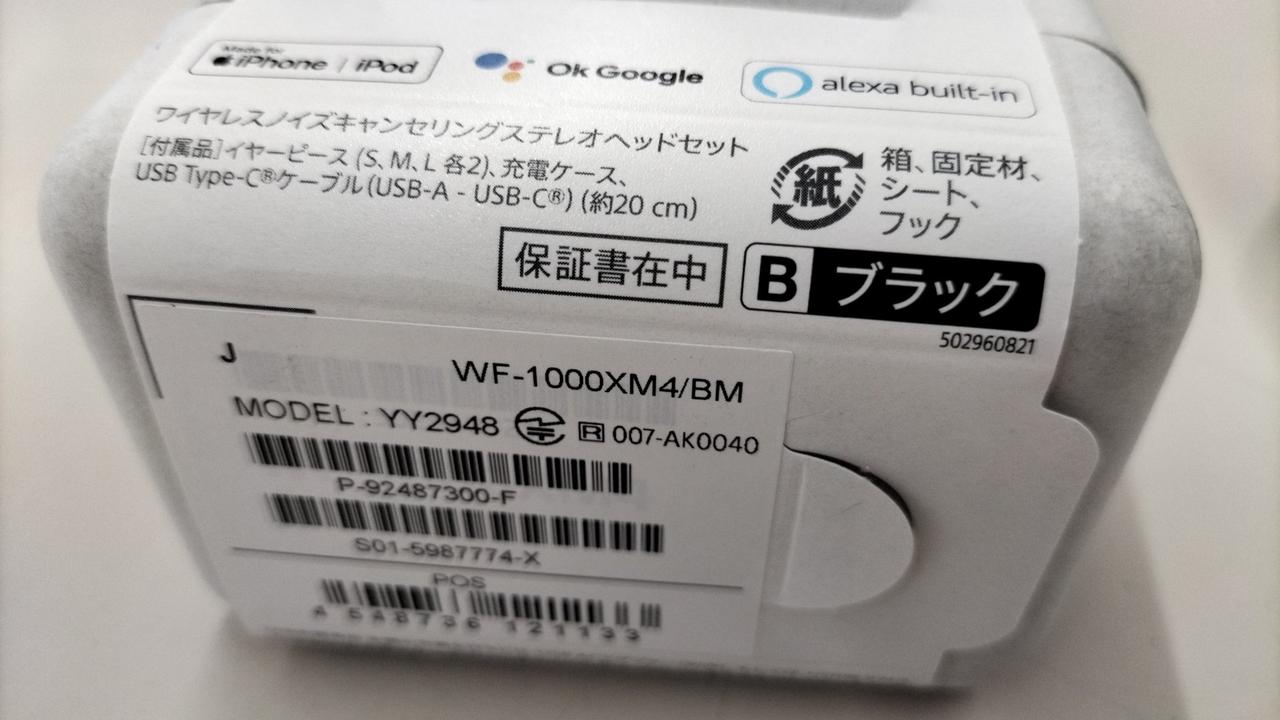 Made for
iPhone | iPod
Ok Google
alexa built-in
ワイヤレスノイズキャンセリングステレオヘッドセット
[付属品]イヤーピース (S、M、L 各2)、充電ケース、
USB Type-C®ケーブル(USB-A - USB-C®) (約20 cm)
紙
箱、固定材、
シート、
フック
保証書在中
B ブラック
502960821
J
WF-1000XM4/BM
MODEL : YY2948 R 007-AK0040
P-92487300-F
S01-5987774-X
POS